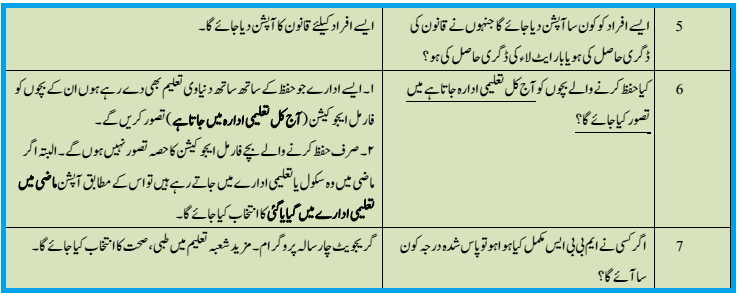 5
ایسے افراد کو کون سا آپشن دیا جائے گا جنہوں نے قانون کی
ڈگری حاصل کی ہو یا بار ایٹ لاء کی ڈگری حاصل کی ہو؟
ایسے افراد کیلئے قانون کا آپشن دیا جائے گا۔
6
کیا حفظ کرنے والے بچوں کو آج کل تعلیمی ادارہ جاتا ہے میں
تصور کیا جائے گا؟
۱۔ ایسے ادارے جو حفظ کے ساتھ ساتھ دنیاوی تعلیم بھی دے رہے ہوں ان کے بچوں کو
فارمل ایجوکیشن (آج کل تعلیمی ادارہ میں جاتا ہے) تصور کریں گے۔
۲۔ صرف حفظ کرنے والے بچے فارمل ایجوکیشن کا حصہ تصور نہیں ہوں گے۔ البتہ اگر
ماضی میں وہ سکول یا تعلیمی ادارے میں جاتے رہے ہیں تو اس کے مطابق آپشن ماضی میں
تعلیمی ادارے میں گیا یا گئی کا انتخاب کیا جائے گا۔
7
اگر کسی نے ایم بی بی ایس مکمل کیا ہوا ہو تو پاس شدہ درجہ کون
سا آئے گا؟
گریجویٹ چار سالہ پروگرام۔ مزید شعبہ تعلیم میں طبی، صحت کا انتخاب کیا جائے گا۔